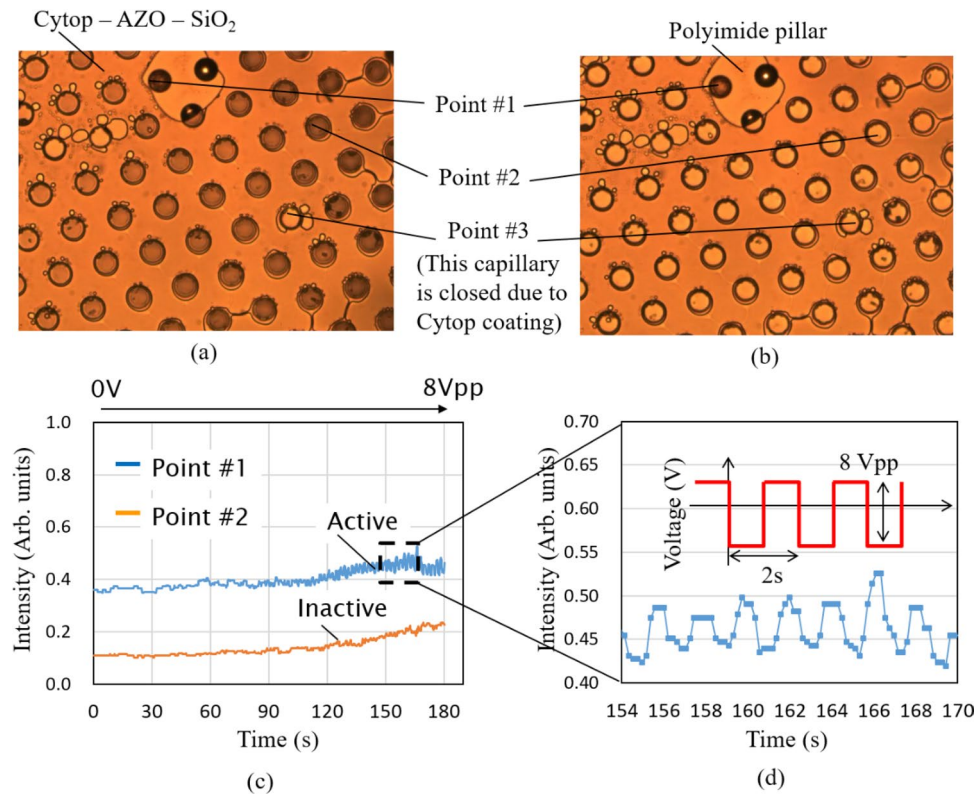 Cytop – AZO – SiO₂
Polyimide pillar
Point #1
Point #2
Point #3
(This capillary
is closed due to
Cytop coating)
(a)
(b)
0V
8Vpp
1.0
0.8
0.6
0.4
0.2
0.0
Intensity (Arb. units)
Point #1
Point #2
Active
Inactive
0 30 60 90 120 150 180
Time (s)
(c)
0.70
0.65
0.60
0.55
0.50
0.45
0.40
Intensity (Arb. units)
Voltage (V)
8 Vpp
2s
154 156 158 160 162 164 166 168 170
Time (s)
(d)